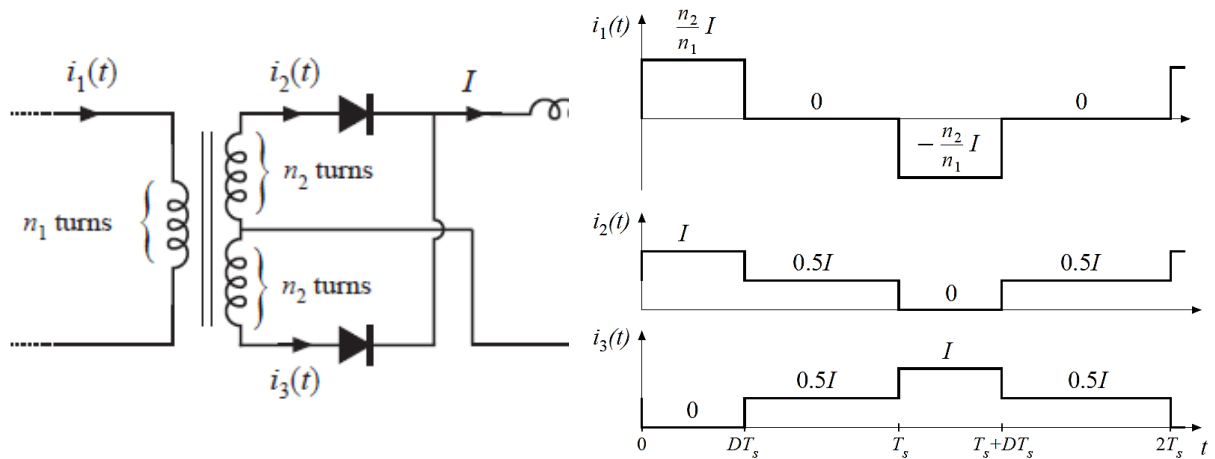 i₁(t)
i₂(t)
I
n₁ turns
n₂ turns
n₂ turns
i₃(t)
i₁(t)
n₂/n₁ I
0
0
− n₂/n₁ I
i₂(t)
I
0.5I
0
0.5I
i₃(t)
0
0.5I
I
0.5I
0 DTₛ Tₛ Tₛ+DTₛ 2Tₛ t